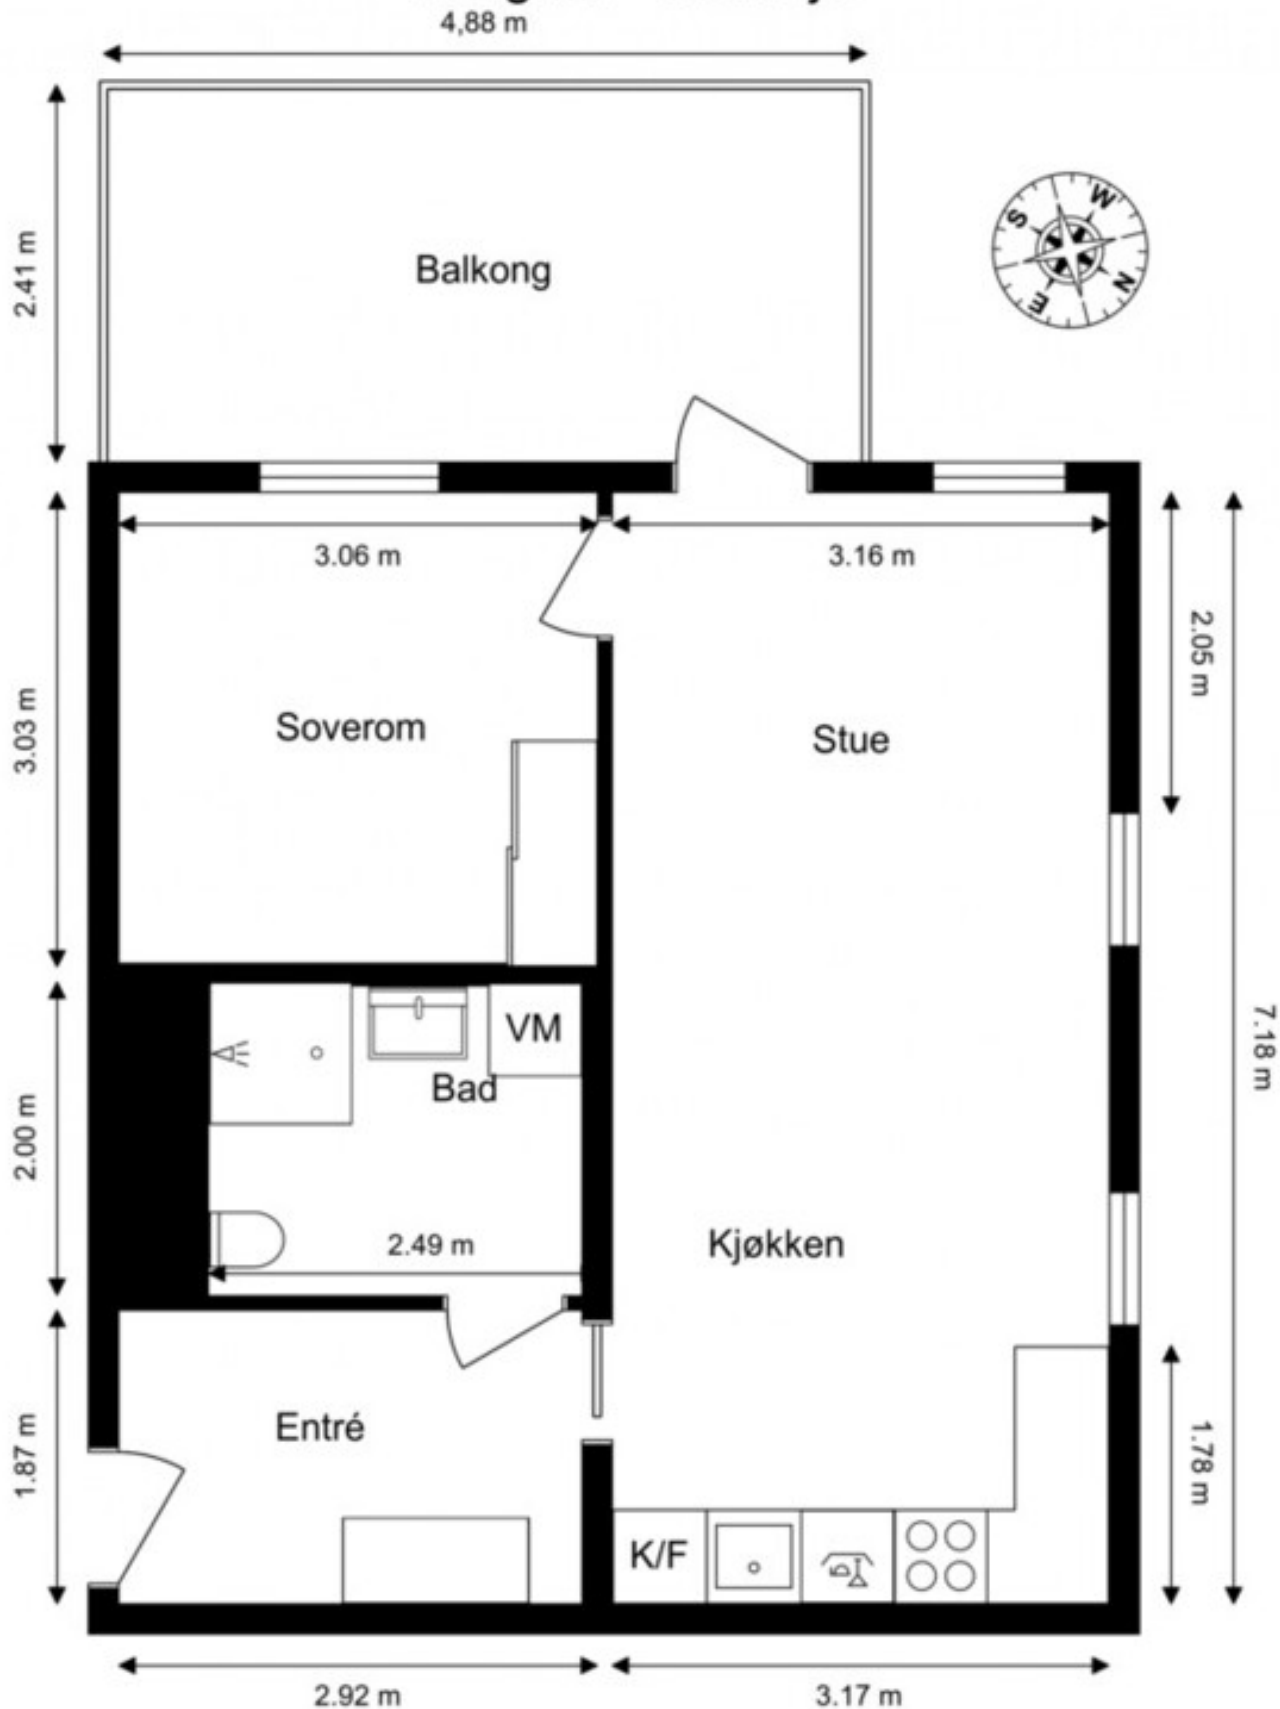 4,88 m
2.41 m
Balkong
W
S
N
E
3.06 m
3.16 m
2.05 m
3.03 m
Soverom
Stue
7.18 m
VM
Bad
2.00 m
2.49 m
Kjøkken
Entré
1.87 m
1.78 m
K/F
2.92 m
3.17 m